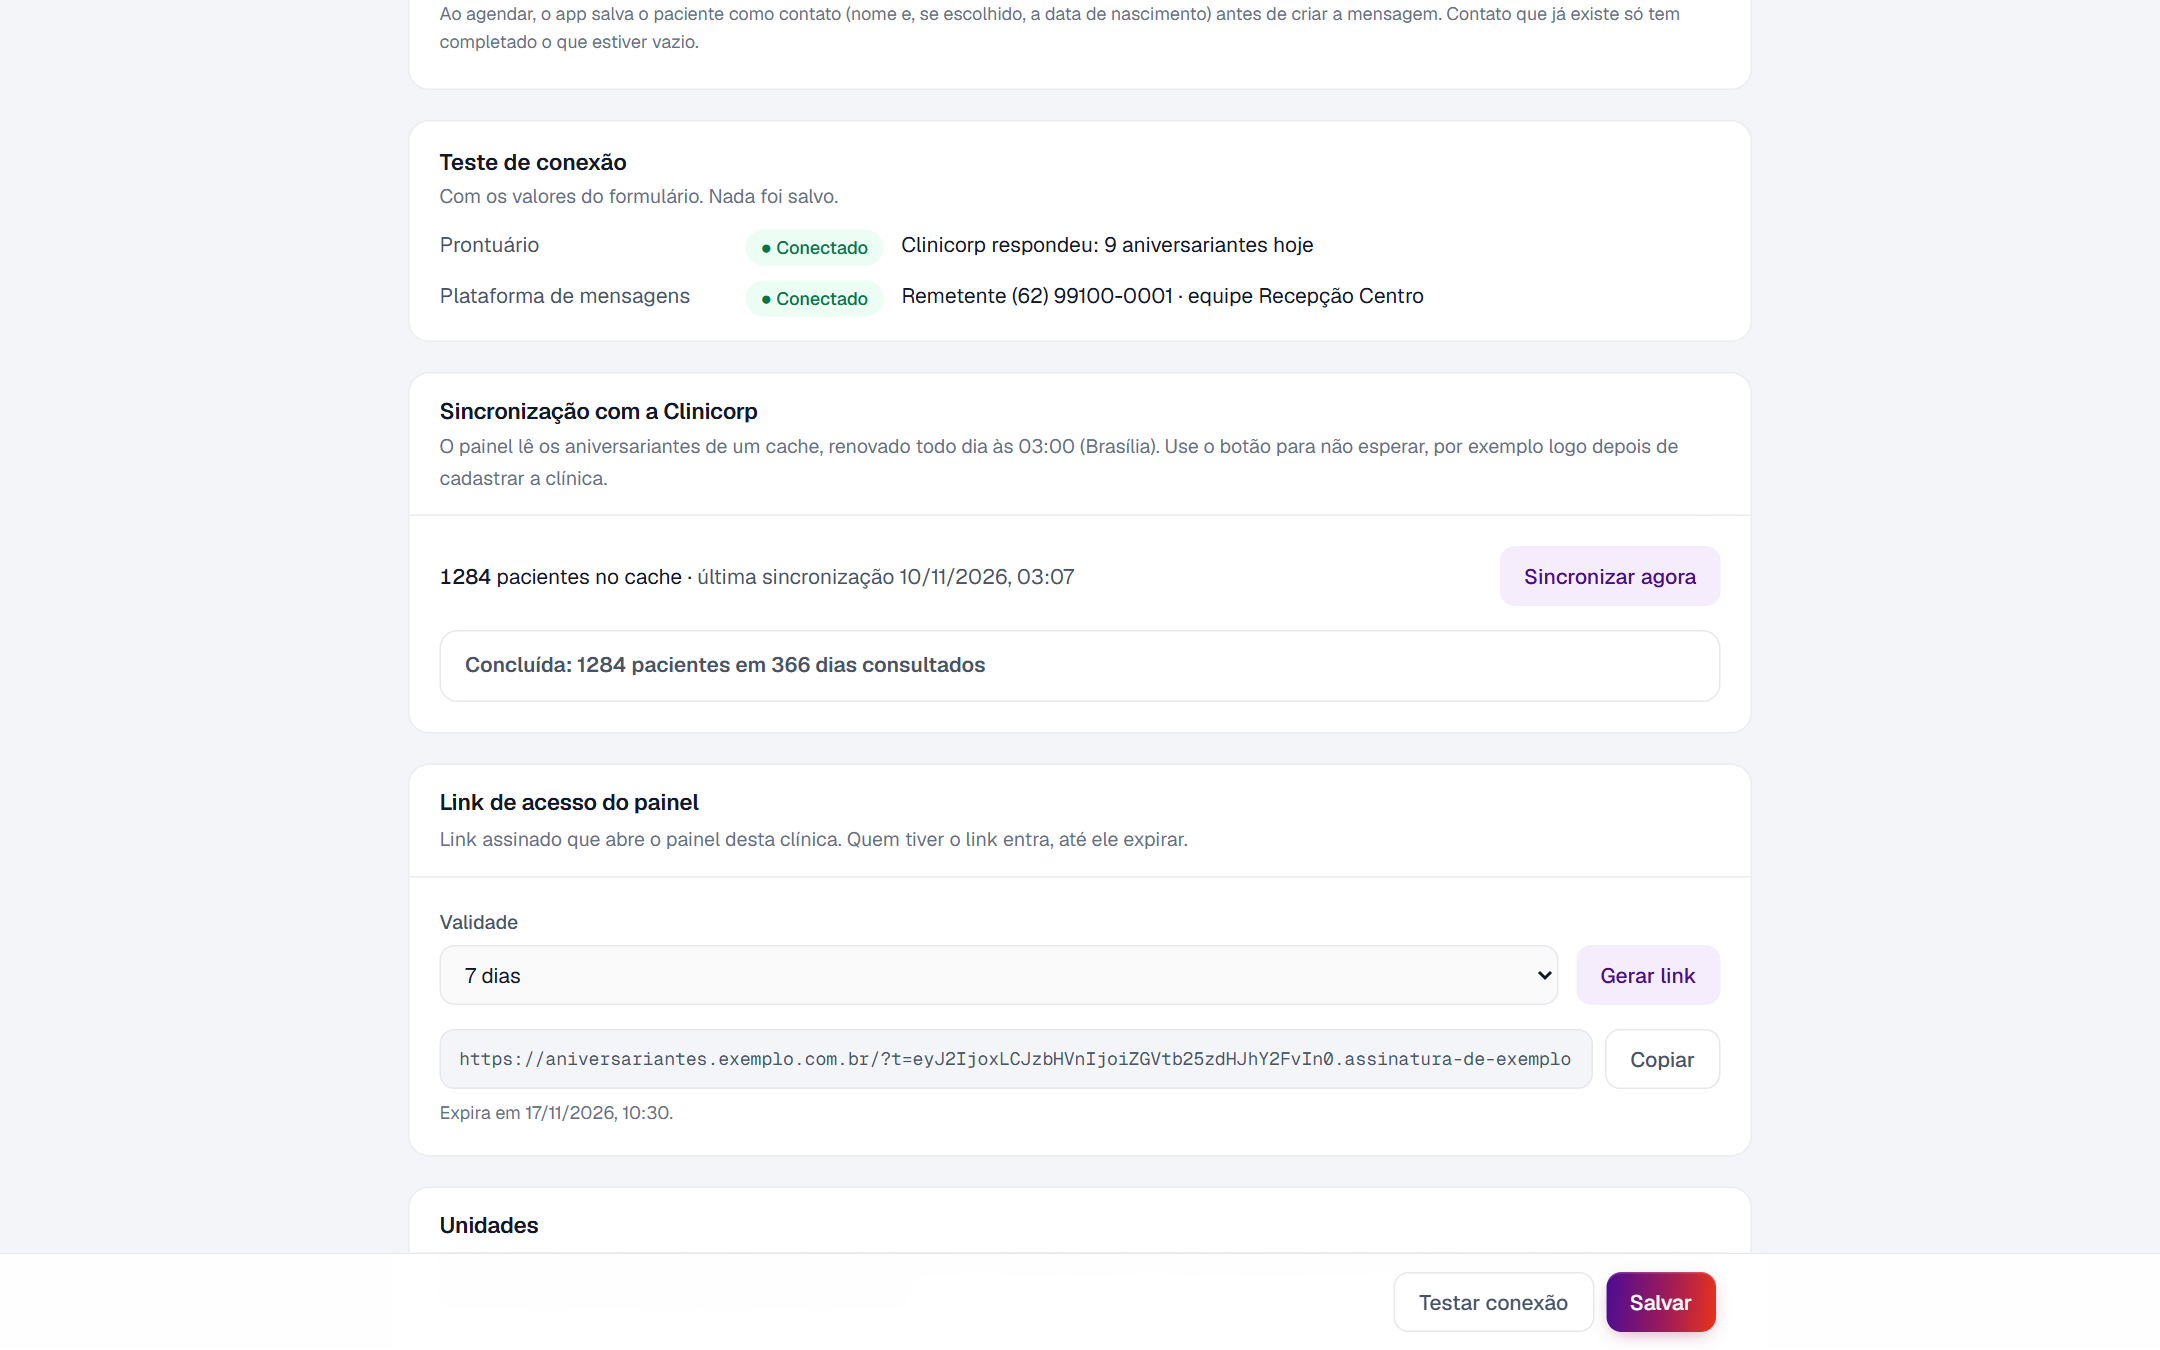 Ao agendar, o app salva o paciente como contato (nome e, se escolhido, a data de nascimento) antes de criar a mensagem. Contato que já existe só tem
completado o que estiver vazio.
Teste de conexão
Com os valores do formulário. Nada foi salvo.
Prontuário
Conectado
Clinicorp respondeu: 9 aniversariantes hoje
Plataforma de mensagens
Conectado
Remetente (62) 99100-0001 · equipe Recepção Centro
Sincronização com a Clinicorp
O painel lê os aniversariantes de um cache, renovado todo dia às 03:00 (Brasília). Use o botão para não esperar, por exemplo logo depois de
cadastrar a clínica.
1284 pacientes no cache · última sincronização 10/11/2026, 03:07
Sincronizar agora
Concluída: 1284 pacientes em 366 dias consultados
Link de acesso do painel
Link assinado que abre o painel desta clínica. Quem tiver o link entra, até ele expirar.
Validade
7 dias
Gerar link
https://aniversariantes.exemplo.com.br/?t=eyJ2IjoxLCJzbHVnIjoiZGVtb25zdHJhY2FvIn0.assinatura-de-exemplo
Copiar
Expira em 17/11/2026, 10:30.
Unidades
Testar conexão
Salvar